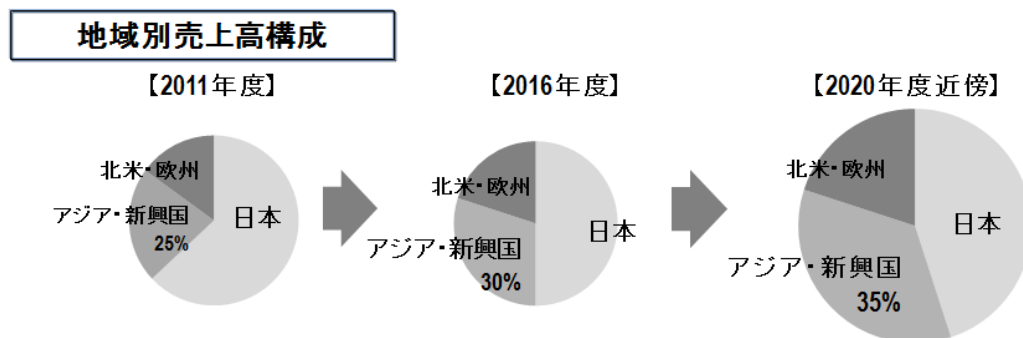 地域別売上高構成
【2011年度】
北米・欧州
アジア・新興国
25%
日本
【2016年度】
北米・欧州
アジア・新興国
30%
日本
【2020年度近傍】
北米・欧州
アジア・新興国
35%
日本